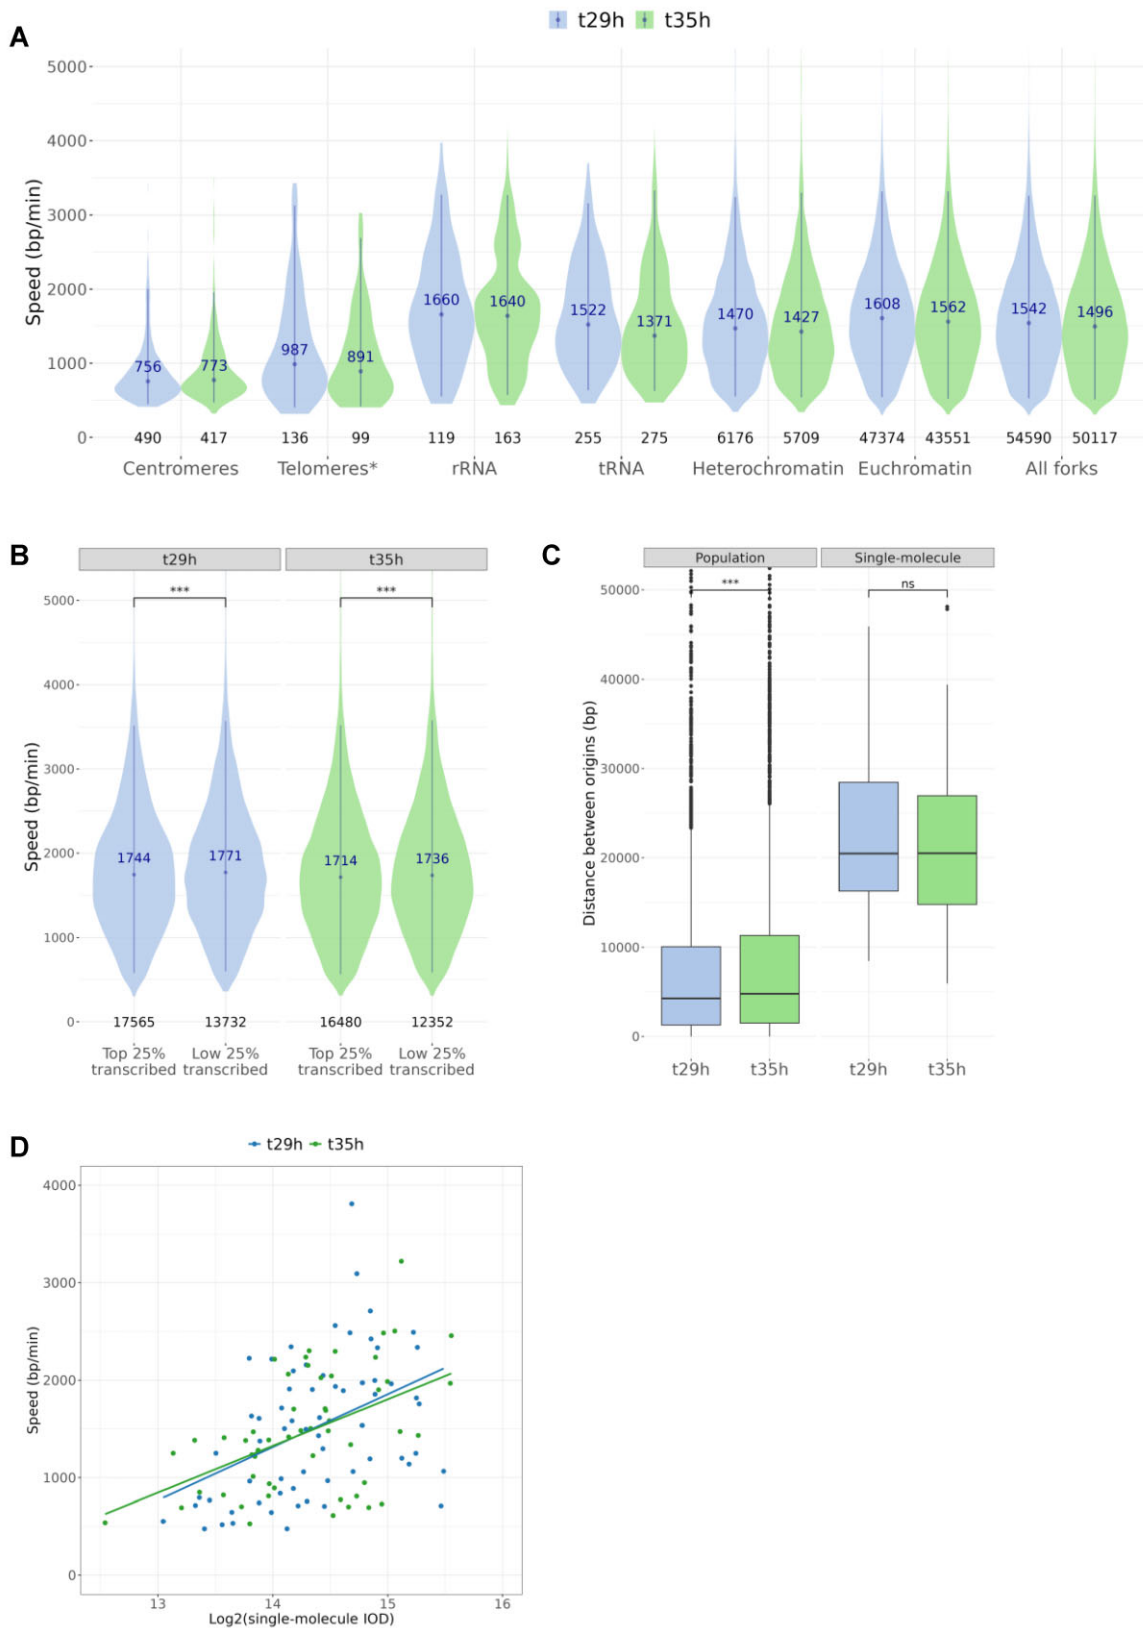 t29h t35h
A
5000
4000
3000
2000
1000
0
Speed (bp/min)
756 773 987 891 1660 1640 1522 1371 1470 1427 1608 1562 1542 1496
490 417 136 99 119 163 255 275 6176 5709 47374 43551 54590 50117
Centromeres Telomeres* rRNA tRNA Heterochromatin Euchromatin All forks
B
t29h t35h
*** ***
5000
4000
3000
2000
1000
0
Speed (bp/min)
1744 1771 1714 1736
17565 13732 16480 12352
Top 25% Low 25% Top 25% Low 25%
transcribed transcribed transcribed transcribed
C
Population Single-molecule
*** ns
50000
40000
30000
20000
10000
0
Distance between origins (bp)
t29h t35h t29h t35h
D
t29h t35h
4000
3000
2000
1000
0
Speed (bp/min)
13 14 15 16
Log2(single-molecule IOD)